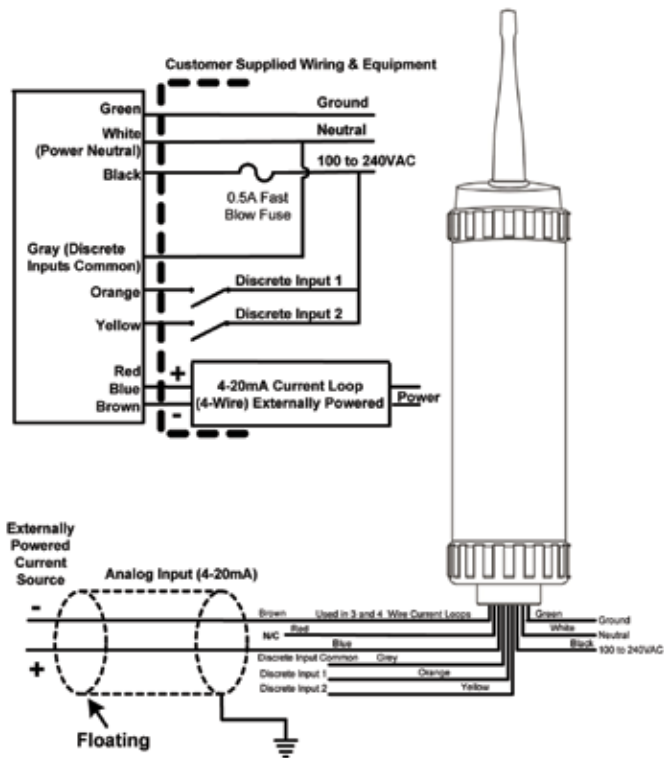 Customer Supplied Wiring & Equipment
Green
Ground
White
(Power Neutral)
Neutral
Black
100 to 240VAC
0.5A Fast
Blow Fuse
Gray (Discrete
Inputs Common)
Orange
Discrete Input 1
Yellow
Discrete Input 2
Red
Blue
Brown
+
-
4-20mA Current Loop
(4-Wire) Externally Powered
Power
Externally
Powered
Current
Source
Analog Input (4-20mA)
-
+
Brown Used in 3 and 4 Wire Current Loops
N/C Red
Blue
Discrete Input Common Grey
Discrete Input 1 Orange
Discrete Input 2 Yellow
Green Ground
White Neutral
Black 100 to 240VAC
Floating